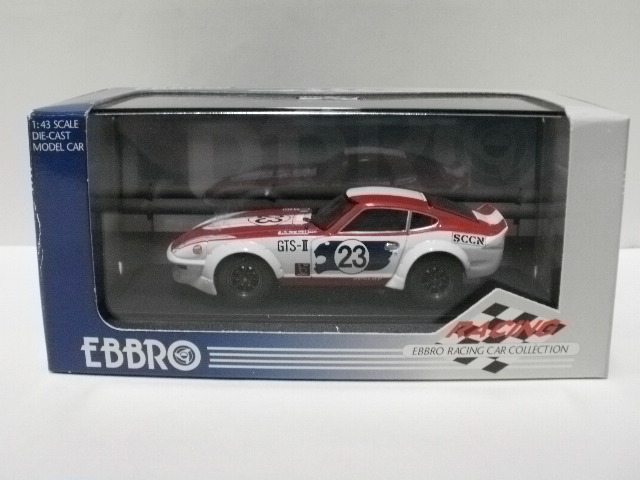 1:43 SCALE
DIE-CAST
MODEL CAR
23
GTS-II
23
SCCN
EBBRO
RACING
EBBRO RACING CAR COLLECTION